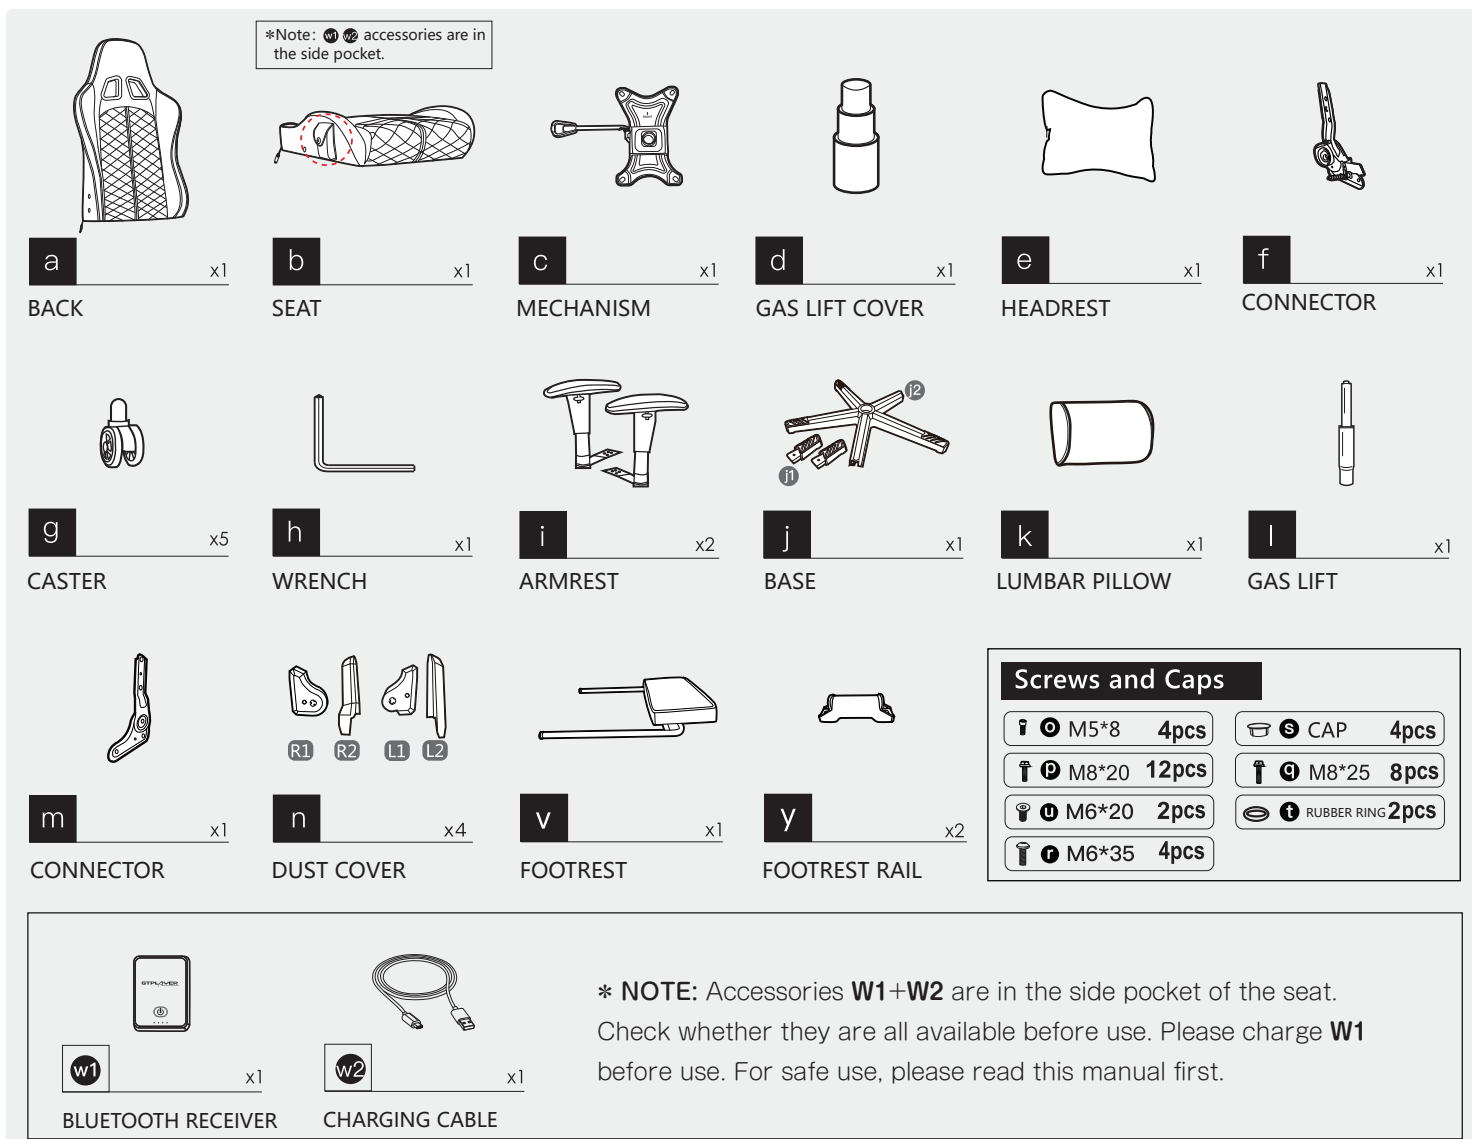 *Note: w1 w2 accessories are in
the side pocket.
a x1
BACK
b x1
SEAT
c x1
MECHANISM
d x1
GAS LIFT COVER
e x1
HEADREST
f x1
CONNECTOR
g x5
CASTER
h x1
WRENCH
i x2
ARMREST
j2
j1
j x1
BASE
k x1
LUMBAR PILLOW
l x1
GAS LIFT
m x1
CONNECTOR
R1 R2 L1 L2
n x4
DUST COVER
v x1
FOOTREST
y x2
FOOTREST RAIL
Screws and Caps
o M5*8 4pcs
s CAP 4pcs
p M8*20 12pcs
q M8*25 8pcs
u M6*20 2pcs
t RUBBER RING 2pcs
r M6*35 4pcs
GTPLAYER
w1 x1
BLUETOOTH RECEIVER
w2 x1
CHARGING CABLE
* NOTE: Accessories W1+W2 are in the side pocket of the seat.
Check whether they are all available before use. Please charge W1
before use. For safe use, please read this manual first.